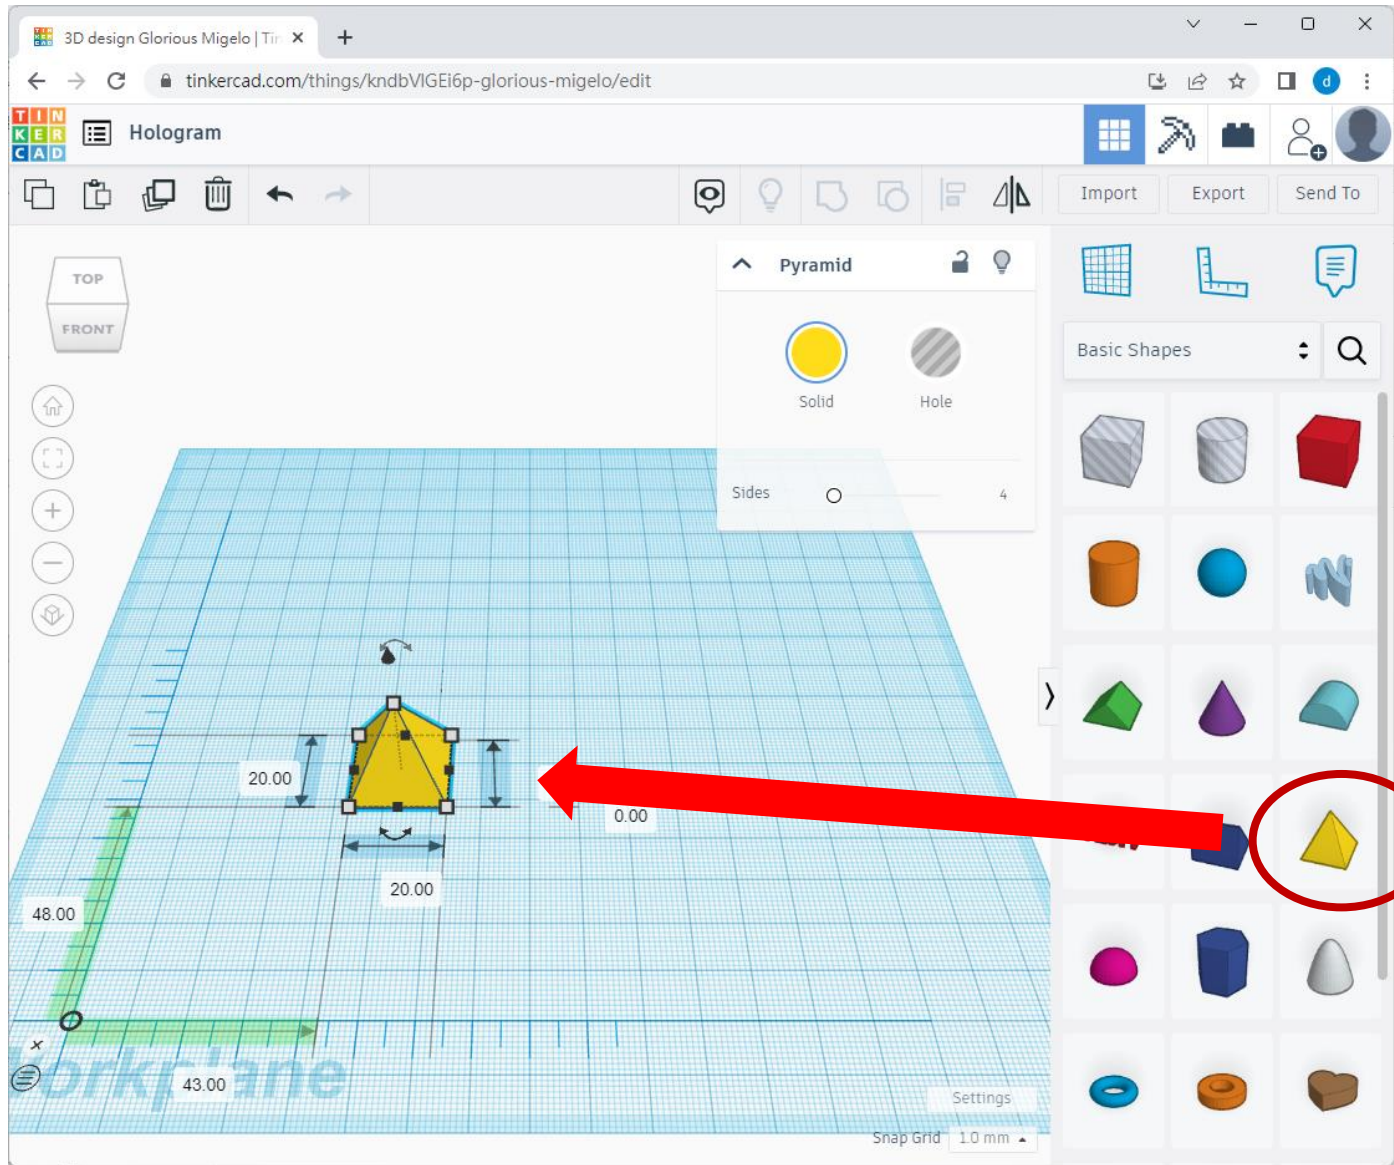 3D design Glorious Migelo | Tin
tinkercad.com/things/kndbVlGEi6p-glorious-migelo/edit
d
TIN
KER
CAD
Hologram
Import
Export
Send To
TOP
FRONT
Pyramid
Solid
Hole
Sides
4
Basic Shapes
20.00
0.00
20.00
48.00
43.00
Workplane
Settings
Snap Grid 1.0 mm